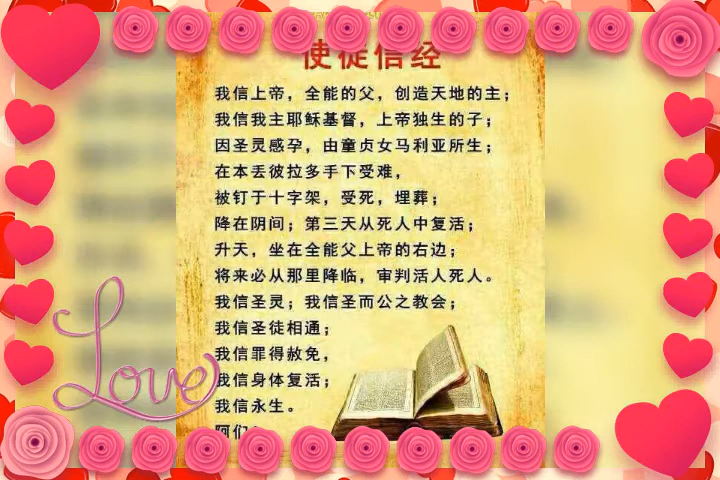 使徒信经
我信上帝，全能的父，创造天地的主；
我信我主耶稣基督，上帝独生的子；
因圣灵感孕，由童贞女马利亚所生；
在本丢彼拉多手下受难，
被钉于十字架，受死，埋葬；
降在阴间；第三天从死人中复活；
升天，坐在全能父上帝的右边；
将来必从那里降临，审判活人死人。
我信圣灵；我信圣而公之教会；
我信圣徒相通；
我信罪得赦免，
我信身体复活；
我信永生。
阿们
Love